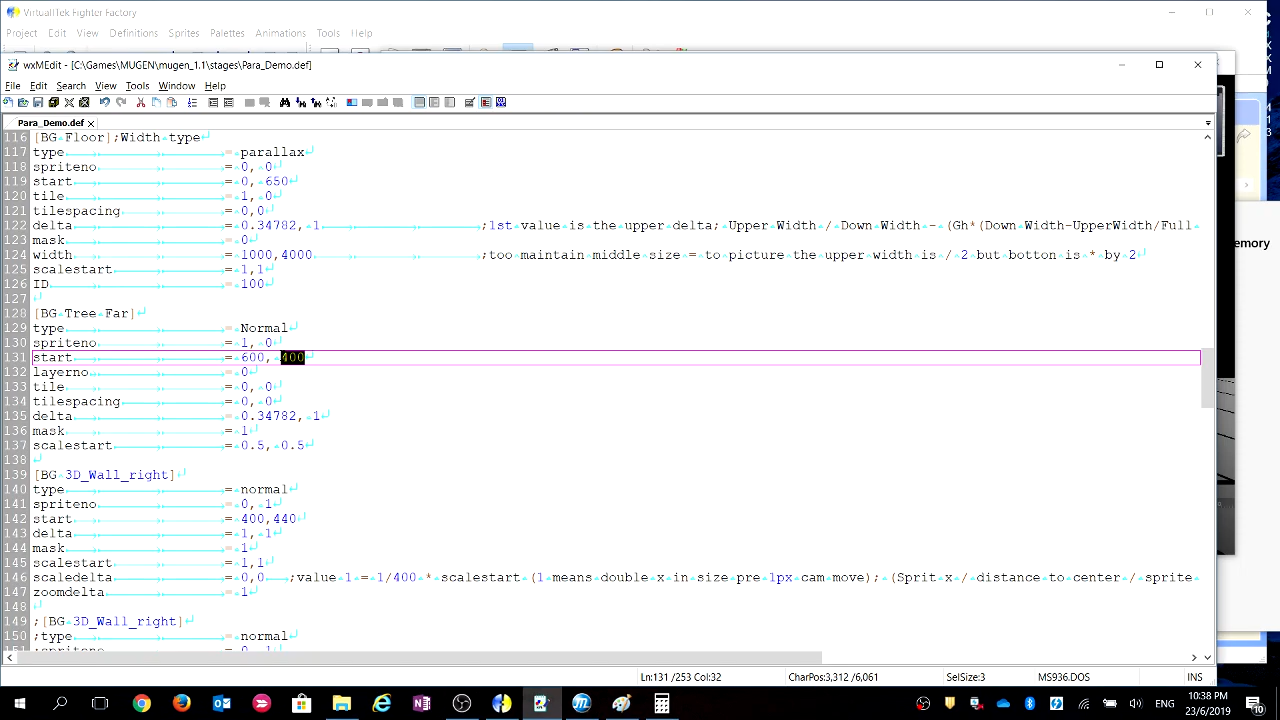 VirtuallTek Fighter Factory
Project Edit View Definitions Sprites Palettes Animations Tools Help
wxMEdit - [C:\Games\MUGEN\mugen_1.1\stages\Para_Demo.def]
File Edit Search View Tools Window Help
Para_Demo.def
116 [BG Floor];Width type
117 type = parallax
118 spriteno = 0, 0
119 start = 0, 650
120 tile = 1, 0
121 tilespacing = 0,0
122 delta = 0.34782, 1 ;1st value is the upper delta; Upper Width / Down Width - (Gh*(Down Width-UpperWidth/Full
123 mask = 0
124 width = 1000,4000 ;too maintain middle size = to picture the upper width is / 2 but botton is * by 2
125 scalestart = 1,1
126 ID = 100
127
128 [BG Tree Far]
129 type = Normal
130 spriteno = 1, 0
131 start = 600, 400
132 layerno = 0
133 tile = 0, 0
134 tilespacing = 0, 0
135 delta = 0.34782, 1
136 mask = 1
137 scalestart = 0.5, 0.5
138
139 [BG 3D_Wall_right]
140 type = normal
141 spriteno = 0, 1
142 start = 400,440
143 delta = 1, 1
144 mask = 1
145 scalestart = 1,1
146 scaledelta = 0,0 ;value 1 = 1/400 * scalestart (1 means double x in size pre 1px cam move); (Sprit x / distance to center / sprite
147 zoomdelta = 1
148
149 ;[BG 3D_Wall_right]
150 ;type = normal
emory
Ln:131 /253 Col:32 CharPos:3,312 /6,061 SelSize:3 MS936.DOS INS
ENG
10:38 PM
23/6/2019
10